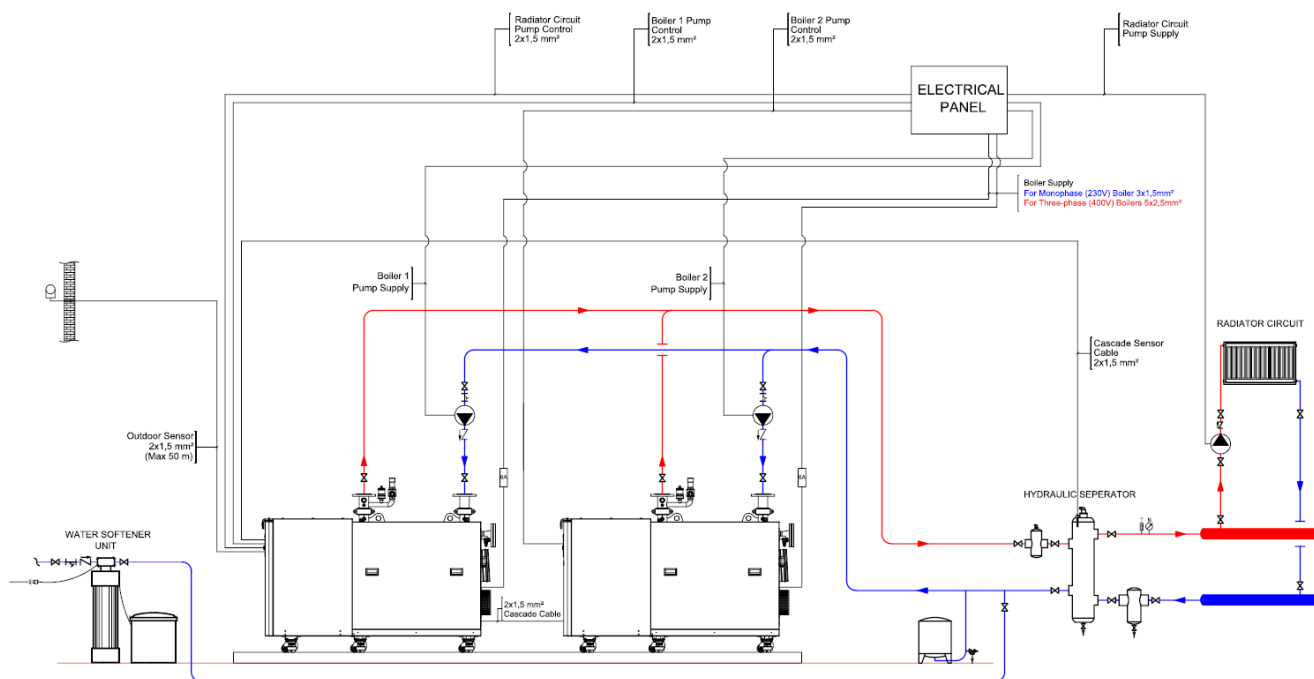 Radiator Circuit
Pump Control
2x1,5 mm²
Boiler 1 Pump
Control
2x1,5 mm²
Boiler 2 Pump
Control
2x1,5 mm²
Radiator Circuit
Pump Supply
ELECTRICAL
PANEL
Boiler Supply
For Monophase (230V) Boiler 3x1,5mm²
For Three-phase (400V) Boilers 5x2,5mm²
Boiler 1
Pump Supply
Boiler 2
Pump Supply
RADIATOR CIRCUIT
Cascade Sensor
Cable
2x1,5 mm²
Outdoor Sensor
2x1,5 mm²
(Max 50 m)
6A
6A
HYDRAULIC SEPERATOR
WATER SOFTENER
UNIT
2x1,5 mm²
Cascade Cable